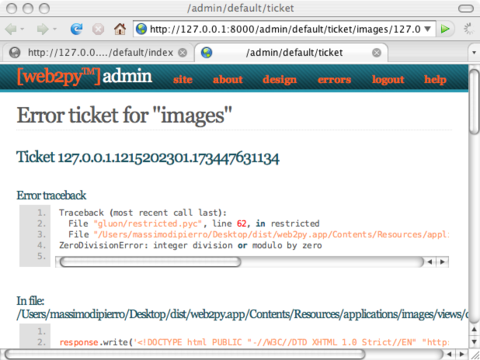 /admin/default/ticket
http://127.0.0.1:8000/admin/default/ticket/images/127.0
http://127.0.0..../default/index
/admin/default/ticket
[web2py™]admin site about design errors logout help
Error ticket for "images"
Ticket 127.0.0.1.1215202301.173447631134
Error traceback
1. Traceback (most recent call last):
2. File "gluon/restricted.pyc", line 62, in restricted
3. File "/Users/massimodipierro/Desktop/dist/web2py.app/Contents/Resources/appli
4. ZeroDivisionError: integer division or modulo by zero
5.
In file:
/Users/massimodipierro/Desktop/dist/web2py.app/Contents/Resources/applications/images/views/
1.
2. response.write('<!DOCTYPE html PUBLIC "-//W3C//DTD XHTML 1.0 Strict//EN" "http: